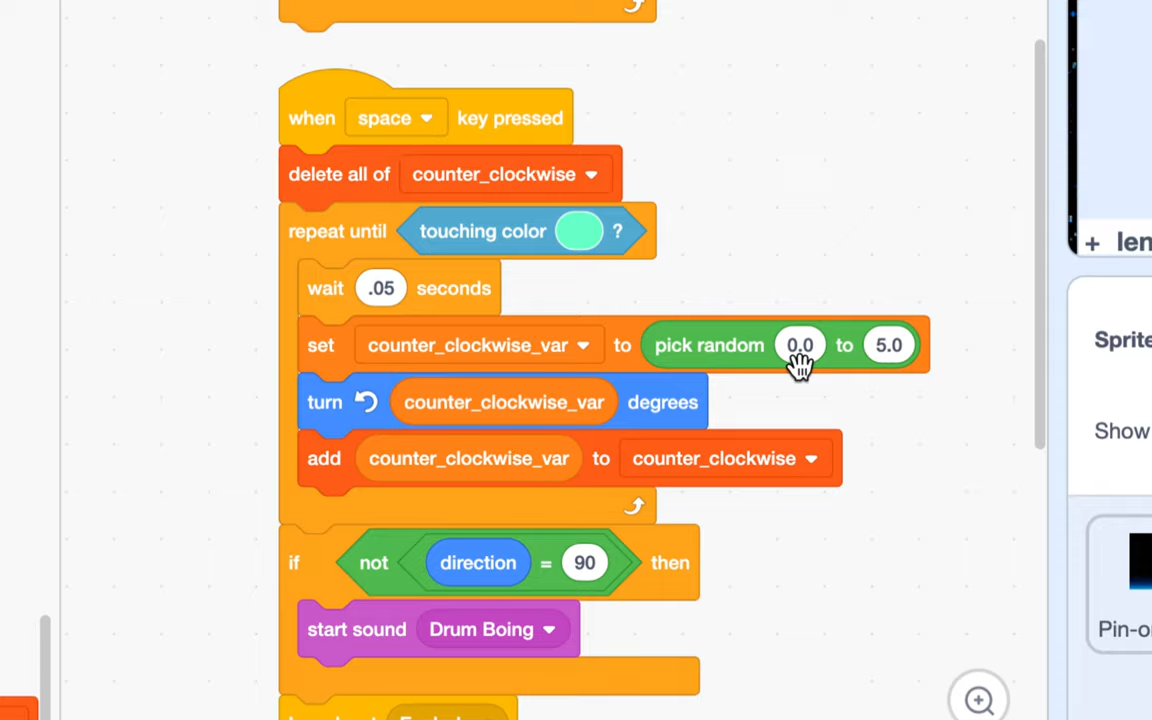 when space key pressed
delete all of counter_clockwise
repeat until touching color ?
wait .05 seconds
set counter_clockwise_var to pick random 0.0 to 5.0
turn counter_clockwise_var degrees
add counter_clockwise_var to counter_clockwise
if not direction = 90 then
start sound Drum Boing
+ len
Sprite
Show
Pin-o